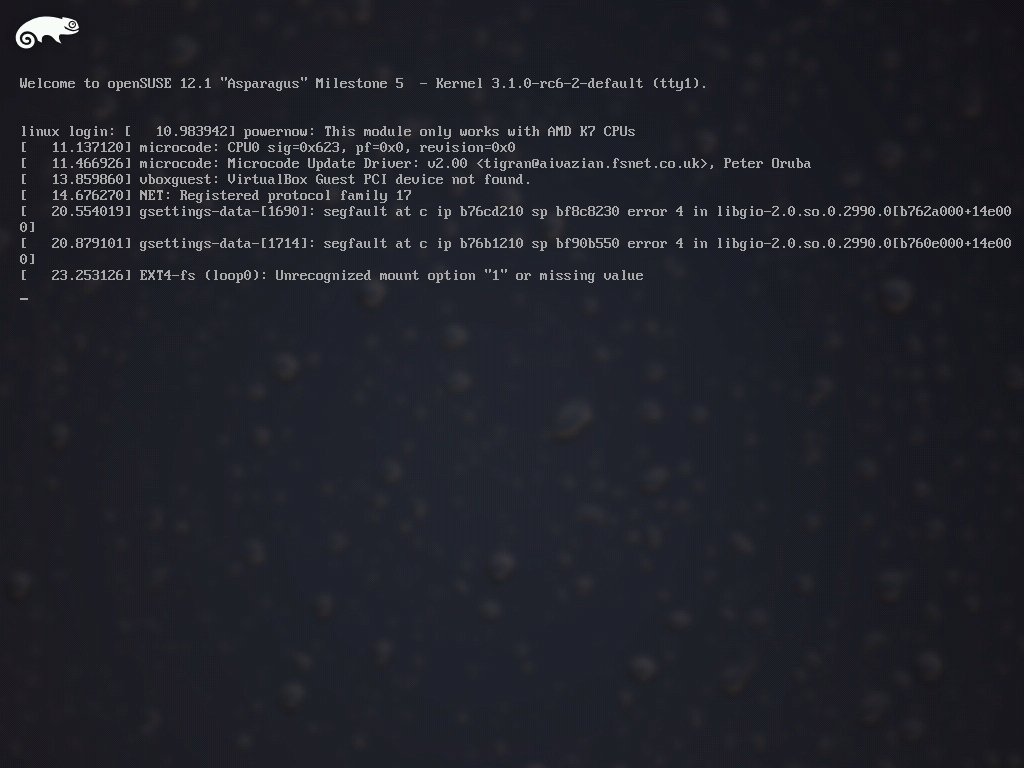 Welcome to openSUSE 12.1 "Asparagus" Milestone 5  - Kernel 3.1.0-rc6-2-default (tty1).
linux login: [   10.983942] powernow: This module only works with AMD K7 CPUs
[   11.137120] microcode: CPU0 sig=0x623, pf=0x0, revision=0x0
[   11.466926] microcode: Microcode Update Driver: v2.00 <tigran@aivazian.fsnet.co.uk>, Peter Oruba
[   13.859860] vboxguest: VirtualBox Guest PCI device not found.
[   14.676270] NET: Registered protocol family 17
[   20.554019] gsettings-data-[1690]: segfault at c ip b76cd210 sp bf8c8230 error 4 in libgio-2.0.so.0.2990.0[b762a000+14e00
0]
[   20.879101] gsettings-data-[1714]: segfault at c ip b76b1210 sp bf90b550 error 4 in libgio-2.0.so.0.2990.0[b760e000+14e00
0]
[   23.253126] EXT4-fs (loop0): Unrecognized mount option "1" or missing value
_